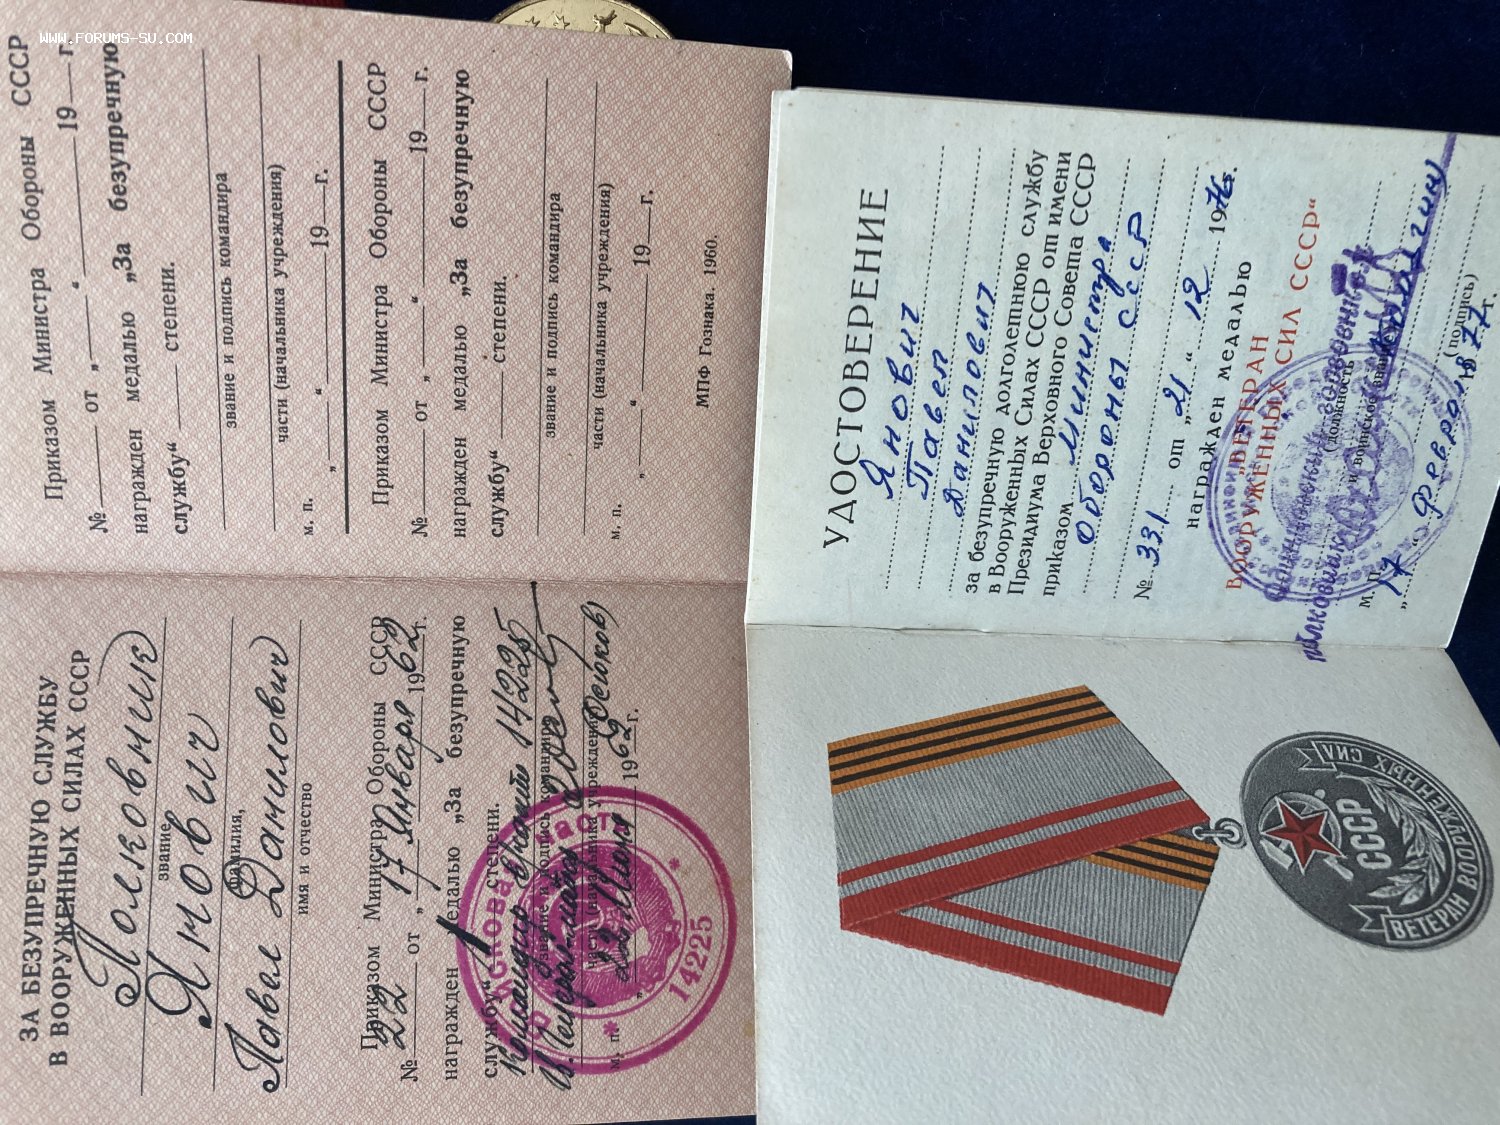 www.FORUMS-SU.COM
ЗА БЕЗУПРЕЧНУЮ СЛУЖБУ
В ВООРУЖЕННЫХ СИЛАХ СССР
Полковник
звание
Янович
фамилия,
Павел Данилович
имя и отчество
Приказом Министра Обороны СССР
№ 22 от „17 Января 1962 г.
награжден медалью „За безупречную
службу“ 1 степени.
Командир в/части 14225
звание и подпись командира
части (начальника учреждения)
(Осипов)
м. п. „22 Июня 1962 г.
14225
Приказом Министра Обороны СССР
№ от „ “ 19 г.
награжден медалью „За безупречную
службу“ степени.
звание и подпись командира
части (начальника учреждения)
м. п. „ “ 19 г.
Приказом Министра Обороны СССР
№ от „ “ 19 г.
награжден медалью „За безупречную
службу“ степени.
звание и подпись командира
части (начальника учреждения)
м. п. „ “ 19 г.
МПФ Гознака. 1960.
СССР
ВЕТЕРАН ВООРУЖЕННЫХ СИЛ
УДОСТОВЕРЕНИЕ
Янович
Павел
Данилович
за безупречную долголетнюю службу
в Вооруженных Силах СССР от имени
Президиума Верховного Совета СССР
приказом Министра
Обороны СССР
№ 331 от „21“ 12 1976 г.
награжден медалью
„ВЕТЕРАН
ВООРУЖЕННЫХ СИЛ СССР“
(должность
и воинское звание)
(подпись)
М. П.
„17“ февраля 1977 г.